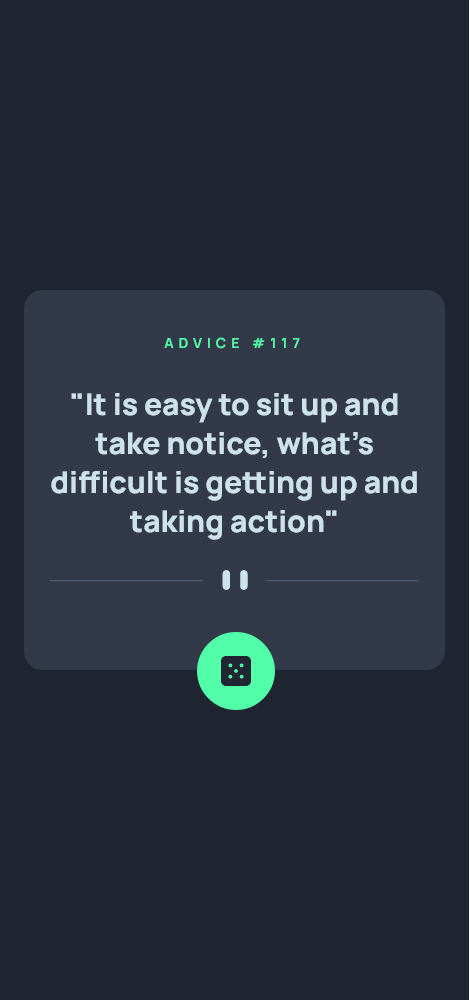 ADVICE #117
"It is easy to sit up and
take notice, what's
difficult is getting up and
taking action"